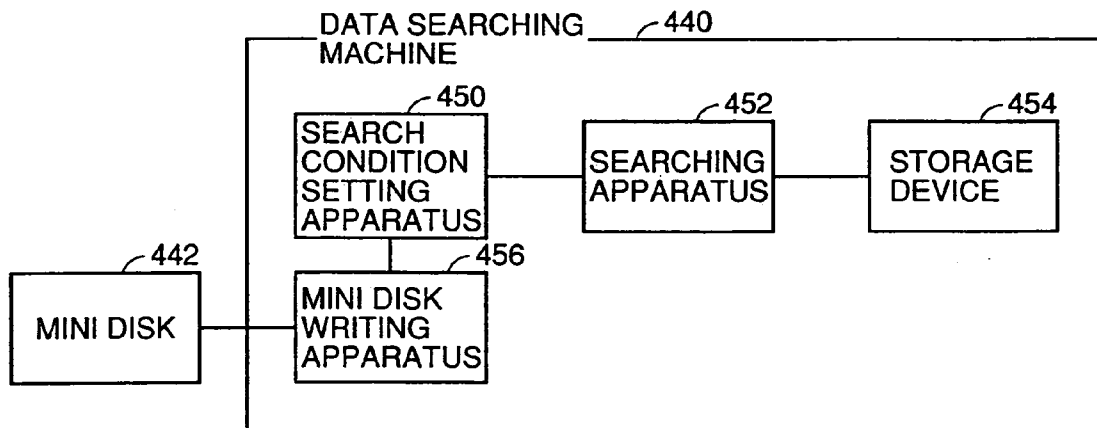 DATA SEARCHING
MACHINE
440
450
SEARCH
CONDITION
SETTING
APPARATUS
452
SEARCHING
APPARATUS
454
STORAGE
DEVICE
442
MINI DISK
456
MINI DISK
WRITING
APPARATUS